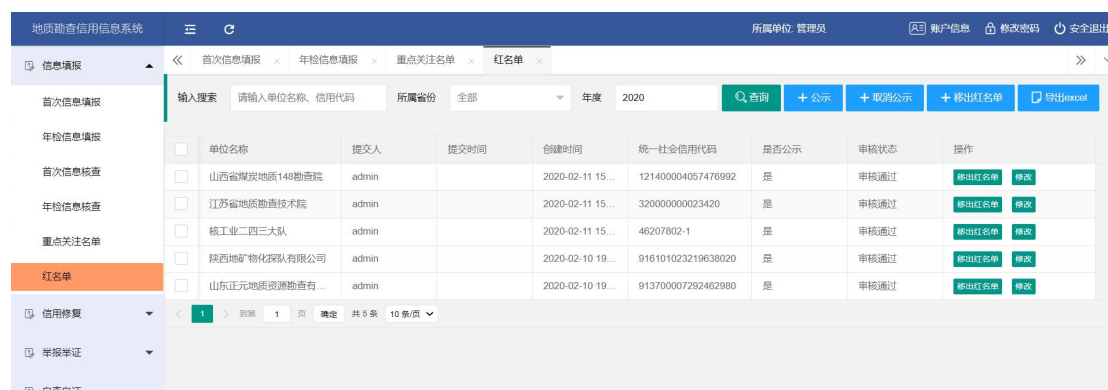 地质勘查信用信息系统 所属单位: 管理员 账户信息 修改密码 安全退出
信息填报 首次信息填报 年检信息填报 重点关注名单 红名单
首次信息填报 输入搜索 请输入单位名称、信用代码 所属省份 全部 年度 2020 查询 公示 取消公示 移出红名单 导出excel
年检信息填报 单位名称 提交人 提交时间 创建时间 统一社会信用代码 是否公示 审核状态 操作
首次信息核查 山西省煤炭地质148勘查院 admin 2020-02-11 15... 121400004057476992 是 审核通过 移出红名单 修改
年检信息核查 江苏省地质勘查技术院 admin 2020-02-11 15... 320000000023420 是 审核通过 移出红名单 修改
重点关注名单 核工业二四三大队 admin 2020-02-11 15... 46207802-1 是 审核通过 移出红名单 修改
陕西地矿物化探队有限公司 admin 2020-02-10 19... 916101023219638020 是 审核通过 移出红名单 修改
红名单 山东正元地质资源勘查有... admin 2020-02-10 19... 913700007292462980 是 审核通过 移出红名单 修改
信用修复 1 到第 1 页 确定 共 5 条 10 条/页
举报举证